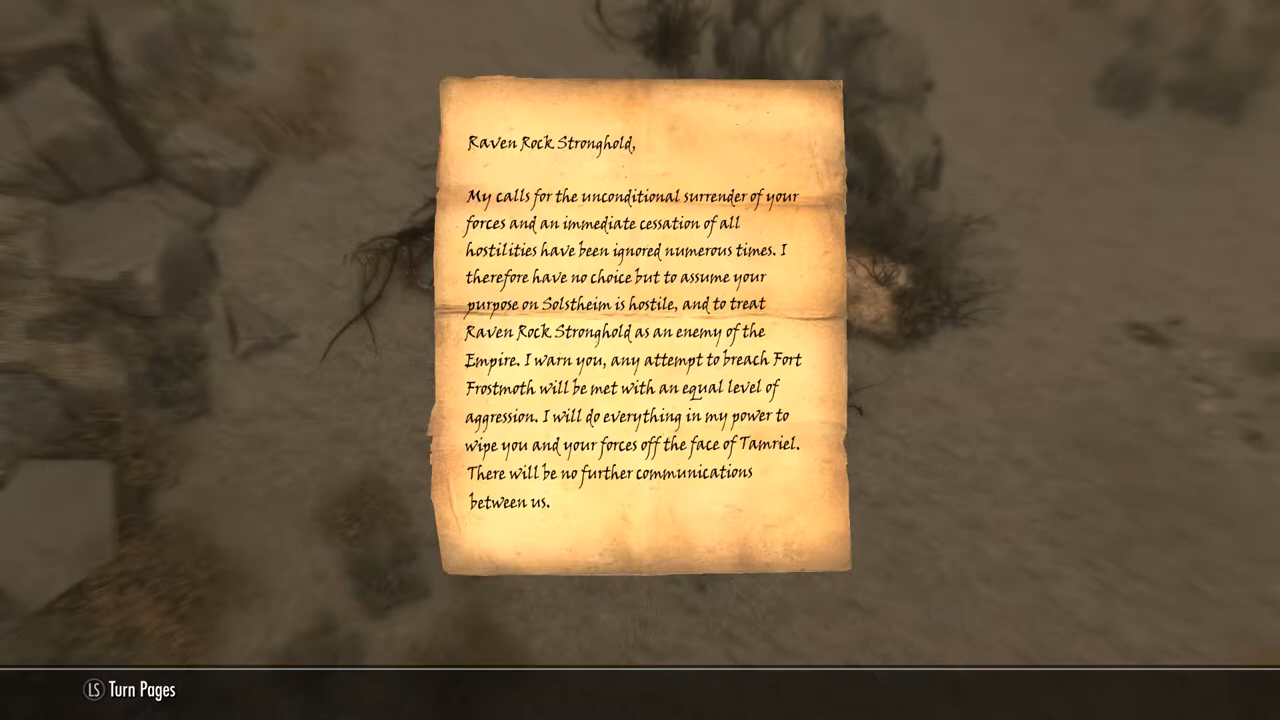 Raven Rock Stronghold,
My calls for the unconditional surrender of your
forces and an immediate cessation of all
hostilities have been ignored numerous times. I
therefore have no choice but to assume your
purpose on Solstheim is hostile, and to treat
Raven Rock Stronghold as an enemy of the
Empire. I warn you, any attempt to breach Fort
Frostmoth will be met with an equal level of
aggression. I will do everything in my power to
wipe you and your forces off the face of Tamriel.
There will be no further communications
between us.
LS Turn Pages